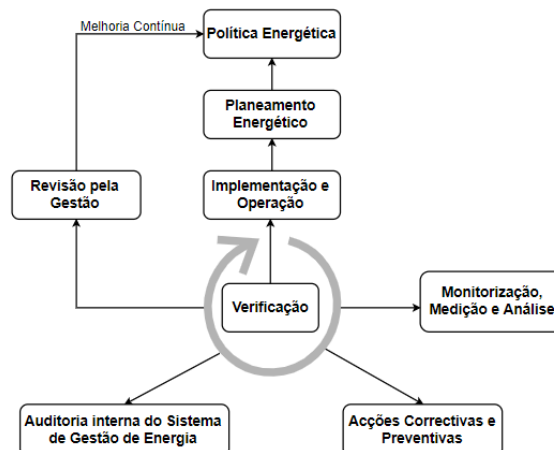 Melhoria Contínua
Política Energética
Planeamento
Energético
Revisão pela
Gestão
Implementação e
Operação
Verificação
Monitorização,
Medição e Análise
Auditoria interna do Sistema
de Gestão de Energia
Acções Correctivas e
Preventivas